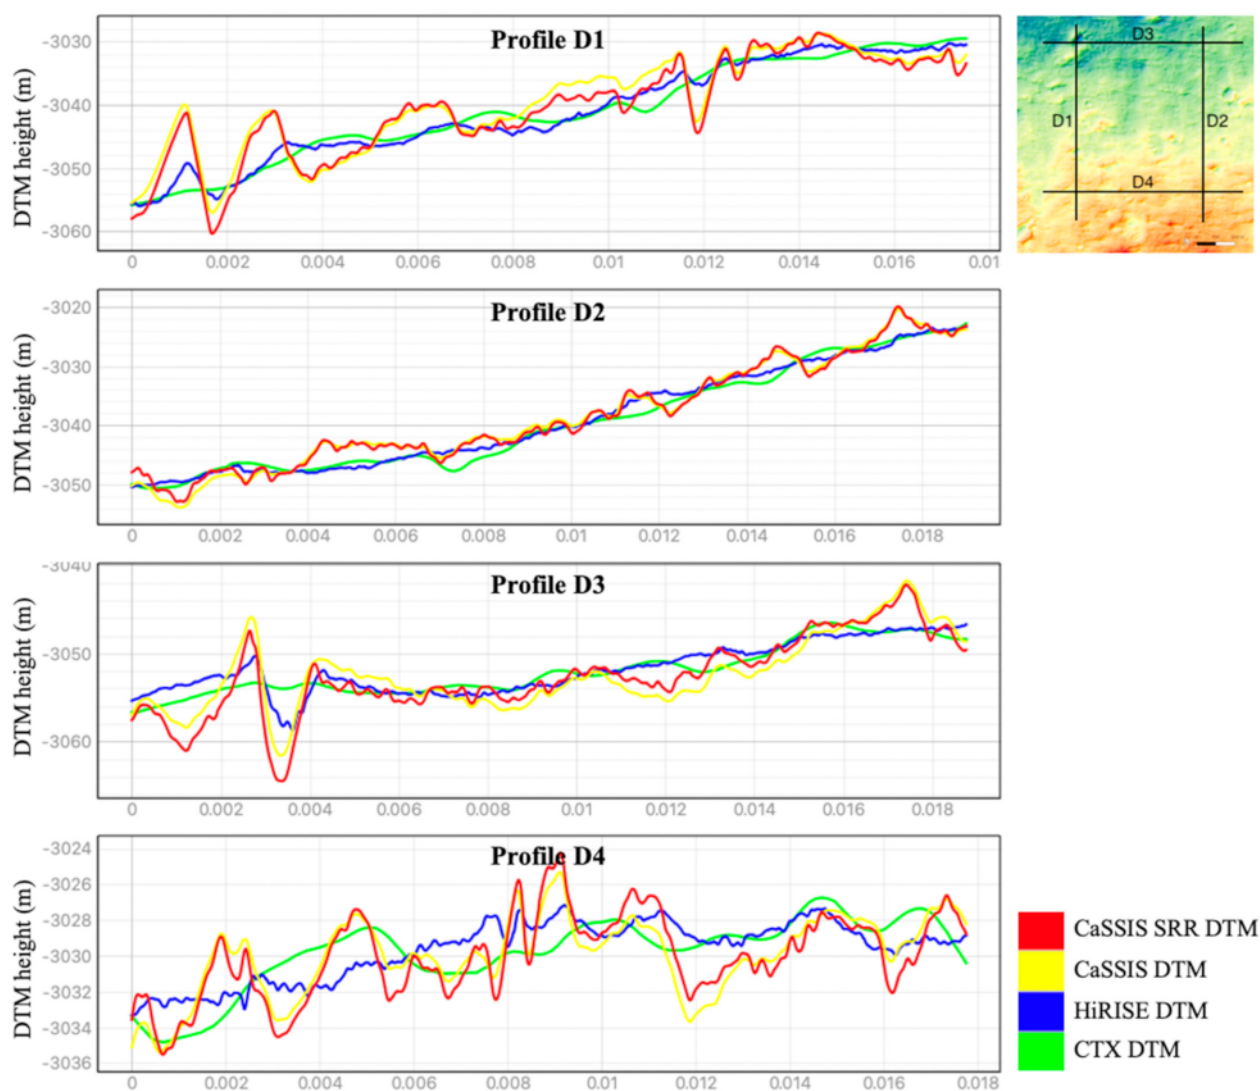 Profile D1
DTM height (m)
-3030
-3040
-3050
-3060
0 0.002 0.004 0.006 0.008 0.01 0.012 0.014 0.016 0.01
D3
D1 D2
D4
Profile D2
DTM height (m)
-3020
-3030
-3040
-3050
0 0.002 0.004 0.006 0.008 0.01 0.012 0.014 0.016 0.018
Profile D3
DTM height (m)
-3040
-3050
-3060
0 0.002 0.004 0.006 0.008 0.01 0.012 0.014 0.016 0.018
Profile D4
DTM height (m)
-3024
-3026
-3028
-3030
-3032
-3034
-3036
0 0.002 0.004 0.006 0.008 0.01 0.012 0.014 0.016 0.018
CaSSIS SRR DTM
CaSSIS DTM
HiRISE DTM
CTX DTM